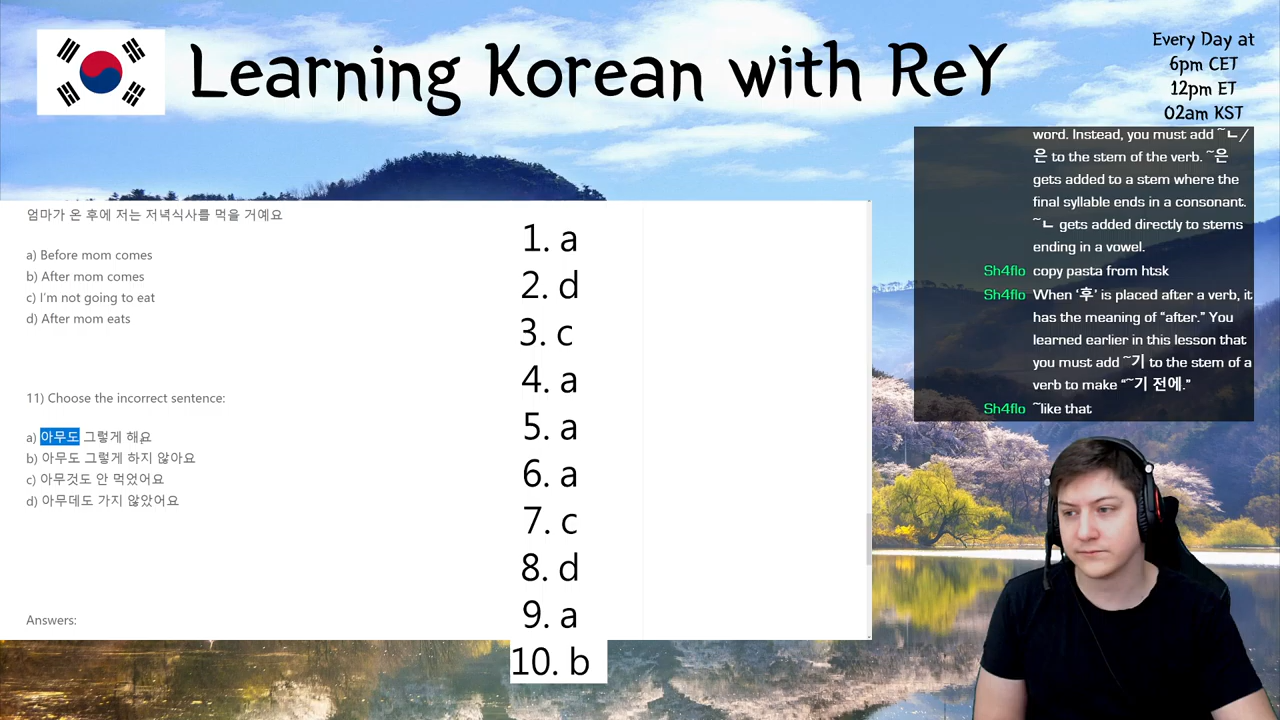 Learning Korean with ReY
Every Day at
6pm CET
12pm ET
02am KST
word. Instead, you must add ~ㄴ/
은 to the stem of the verb. ~은
gets added to a stem where the
final syllable ends in a consonant.
~ㄴ gets added directly to stems
ending in a vowel.
Sh4flo copy pasta from htsk
Sh4flo When ‘후’ is placed after a verb, it
has the meaning of “after.” You
learned earlier in this lesson that
you must add ~기 to the stem of a
verb to make “~기 전에.”
Sh4flo ~like that
엄마가 온 후에 저는 저녁식사를 먹을 거예요
a) Before mom comes
b) After mom comes
c) I'm not going to eat
d) After mom eats
11) Choose the incorrect sentence:
a) 아무도 그렇게 해요
b) 아무도 그렇게 하지 않아요
c) 아무것도 안 먹었어요
d) 아무데도 가지 않았어요
Answers:
1. a
2. d
3. c
4. a
5. a
6. a
7. c
8. d
9. a
10. b